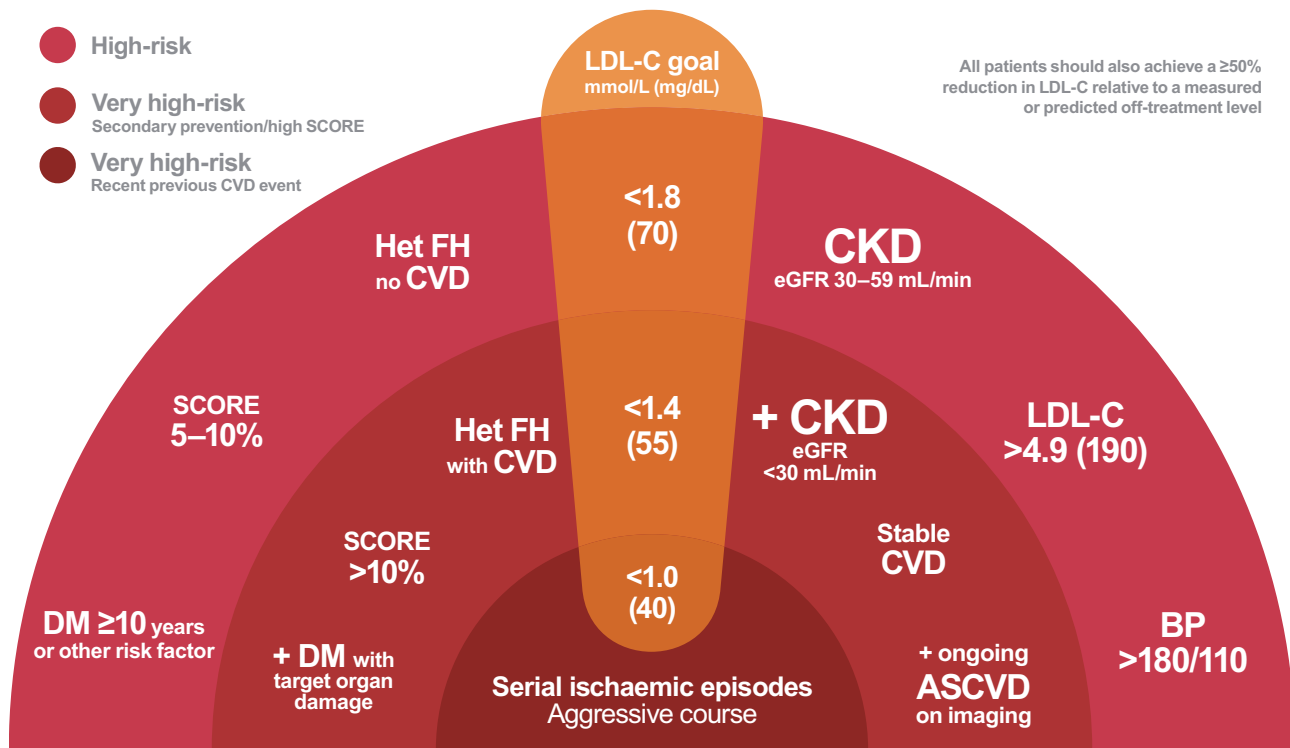 High-risk
Very high-risk
Secondary prevention/high SCORE
Very high-risk
Recent previous CVD event
LDL-C goal
mmol/L (mg/dL)
All patients should also achieve a ≥50%
reduction in LDL-C relative to a measured
or predicted off-treatment level
<1.8
(70)
Het FH
no CVD
CKD
eGFR 30–59 mL/min
SCORE
5–10%
LDL-C
>4.9 (190)
DM ≥10 years
or other risk factor
BP
>180/110
<1.4
(55)
Het FH
with CVD
+ CKD
eGFR
<30 mL/min
SCORE
>10%
Stable
CVD
+ DM with
target organ
damage
+ ongoing
ASCVD
on imaging
<1.0
(40)
Serial ischaemic episodes
Aggressive course